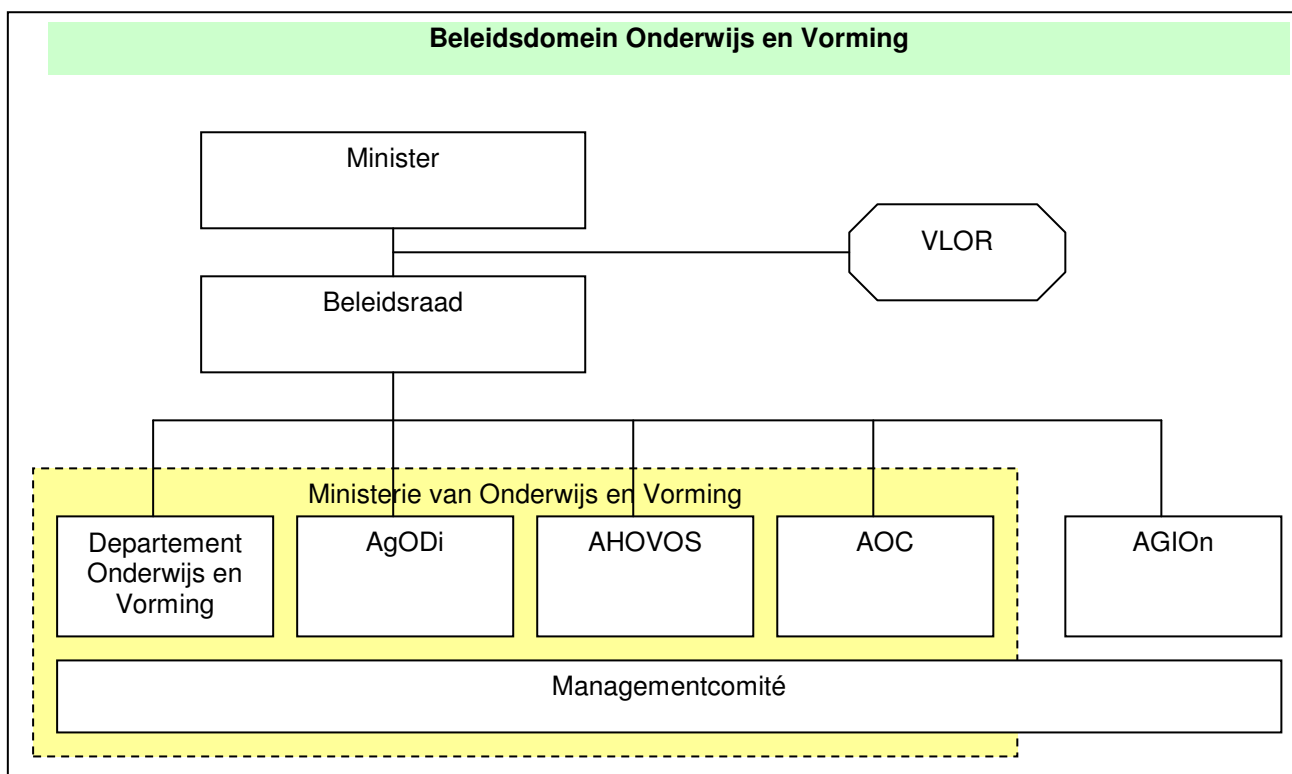 Beleidsdomein Onderwijs en Vorming
Minister
VLOR
Beleidsraad
Ministerie van Onderwijs en Vorming
Departement
Onderwijs en
Vorming
AgODi
AHOVOS
AOC
AGIOn
Managementcomité